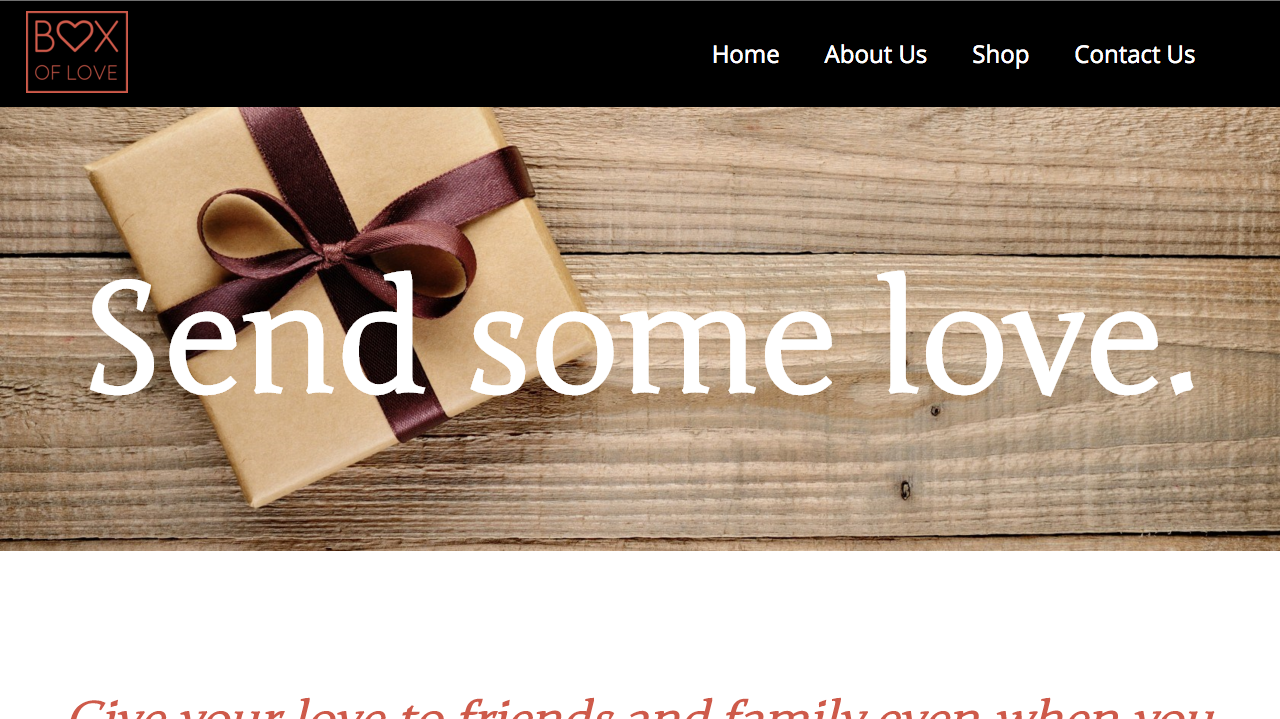 B♡X
OF LOVE
Home About Us Shop Contact Us
Send some love.
Give your love to friends and family even when you